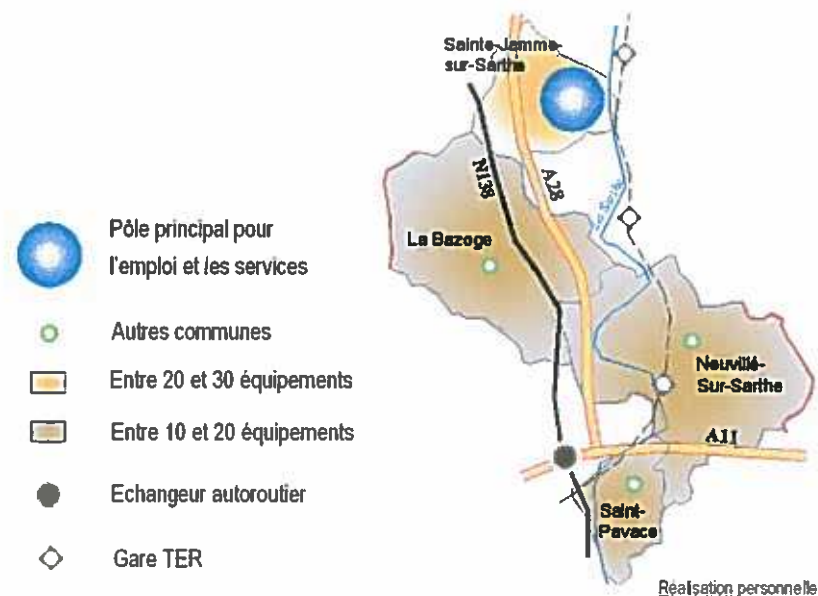 Sainte-Jamme-
sur-Sarthe
N138
A28
La Sarthe
La Bazoge
Neuvillé-
Sur-Sarthe
A11
Saint-
Pavace
Pôle principal pour
l'emploi et les services
Autres communes
Entre 20 et 30 équipements
Entre 10 et 20 équipements
Echangeur autoroutier
Gare TER
Réalisation personnelle